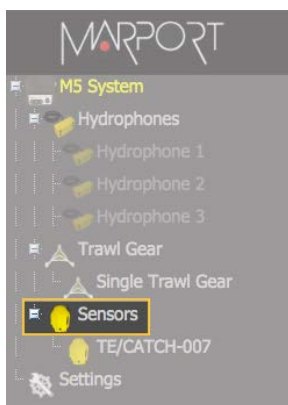 MARPORT
M5 System
Hydrophones
Hydrophone 1
Hydrophone 2
Hydrophone 3
Trawl Gear
Single Trawl Gear
Sensors
TE/CATCH-007
Settings